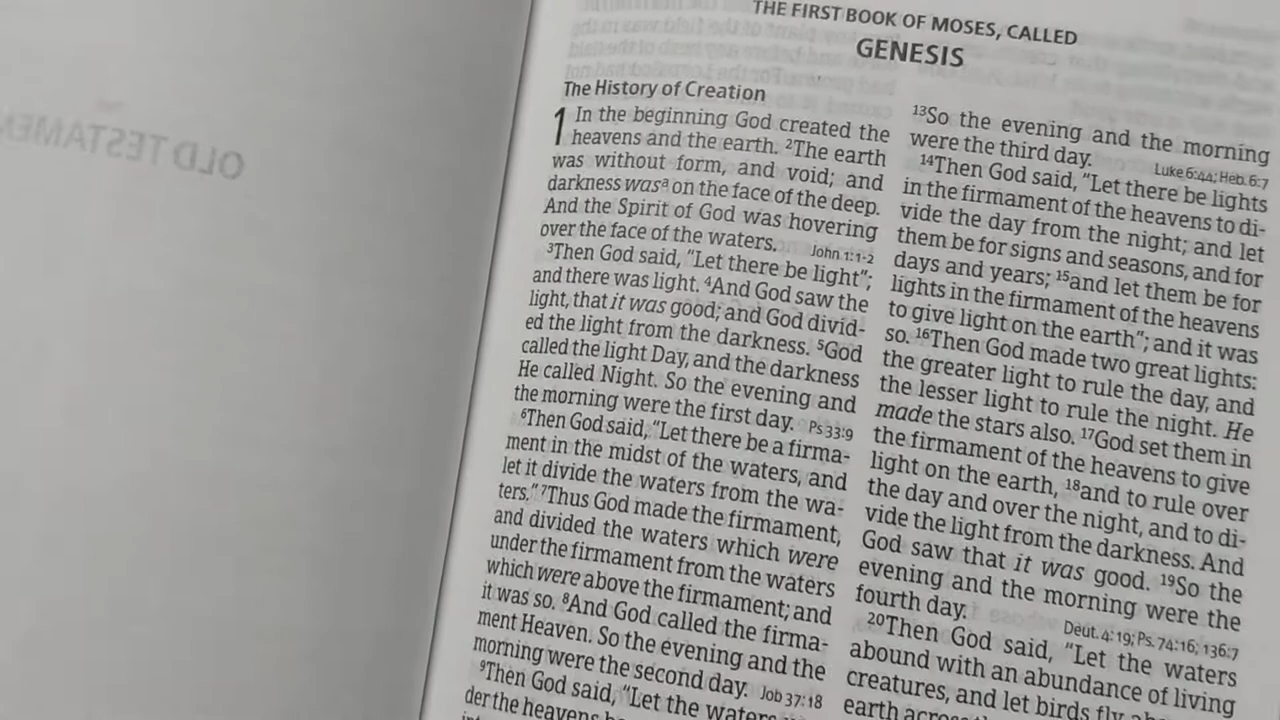 THE FIRST BOOK OF MOSES, CALLED
GENESIS
The History of Creation
1 In the beginning God created the
heavens and the earth. ²The earth
was without form, and void; and
darkness wasᵃ on the face of the deep.
And the Spirit of God was hovering
over the face of the waters. John 1:1-2
³Then God said, “Let there be light”;
and there was light. ⁴And God saw the
light, that it was good; and God divid-
ed the light from the darkness. ⁵God
called the light Day, and the darkness
He called Night. So the evening and
the morning were the first day. Ps 33:9
⁶Then God said, “Let there be a firma-
ment in the midst of the waters, and
let it divide the waters from the wa-
ters.” ⁷Thus God made the firmament,
and divided the waters which were
under the firmament from the waters
which were above the firmament; and
it was so. ⁸And God called the firma-
ment Heaven. So the evening and the
morning were the second day. Job 37:18
⁹Then God said, “Let the waters
der the heavens
¹³So the evening and the morning
were the third day. Luke 6:44; Heb. 6:7
¹⁴Then God said, “Let there be lights
in the firmament of the heavens to di-
vide the day from the night; and let
them be for signs and seasons, and for
days and years; ¹⁵and let them be for
lights in the firmament of the heavens
to give light on the earth”; and it was
so. ¹⁶Then God made two great lights:
the greater light to rule the day, and
the lesser light to rule the night. He
made the stars also. ¹⁷God set them in
the firmament of the heavens to give
light on the earth, ¹⁸and to rule over
the day and over the night, and to di-
vide the light from the darkness. And
God saw that it was good. ¹⁹So the
evening and the morning were the
fourth day. Deut. 4:19; Ps. 74:16; 136:7
²⁰Then God said, “Let the waters
abound with an abundance of living
creatures, and let birds fly
earth